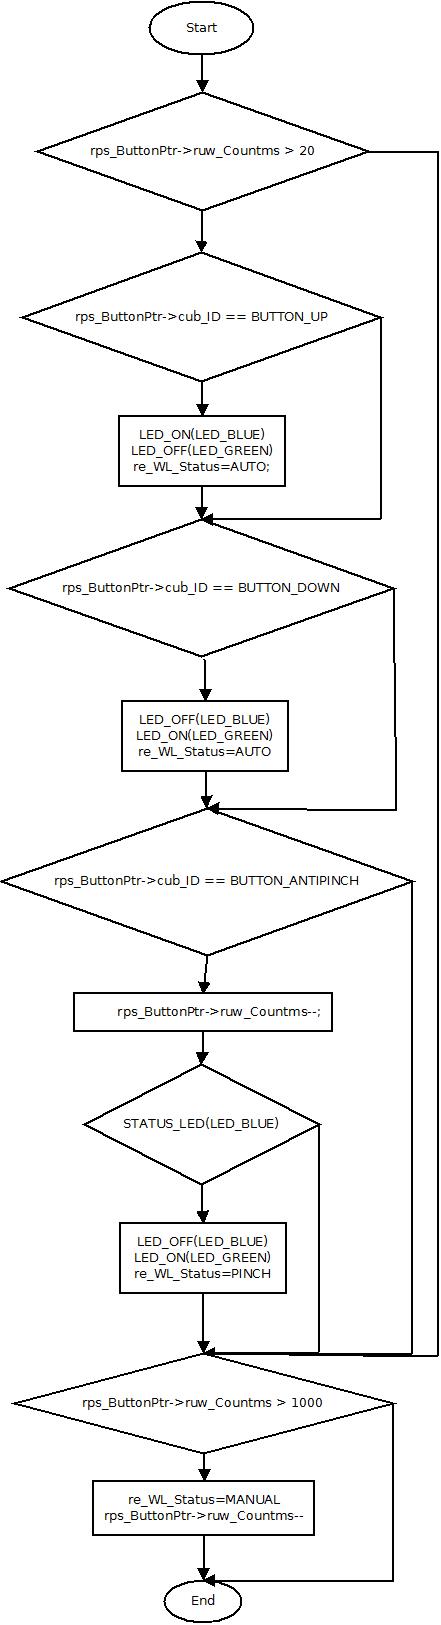 Start
rps_ButtonPtr->ruw_Countms > 20
rps_ButtonPtr->cub_ID == BUTTON_UP
LED_ON(LED_BLUE)
LED_OFF(LED_GREEN)
re_WL_Status=AUTO;
rps_ButtonPtr->cub_ID == BUTTON_DOWN
LED_OFF(LED_BLUE)
LED_ON(LED_GREEN)
re_WL_Status=AUTO
rps_ButtonPtr->cub_ID == BUTTON_ANTIPINCH
rps_ButtonPtr->ruw_Countms--;
STATUS_LED(LED_BLUE)
LED_OFF(LED_BLUE)
LED_ON(LED_GREEN)
re_WL_Status=PINCH
rps_ButtonPtr->ruw_Countms > 1000
re_WL_Status=MANUAL
rps_ButtonPtr->ruw_Countms--
End